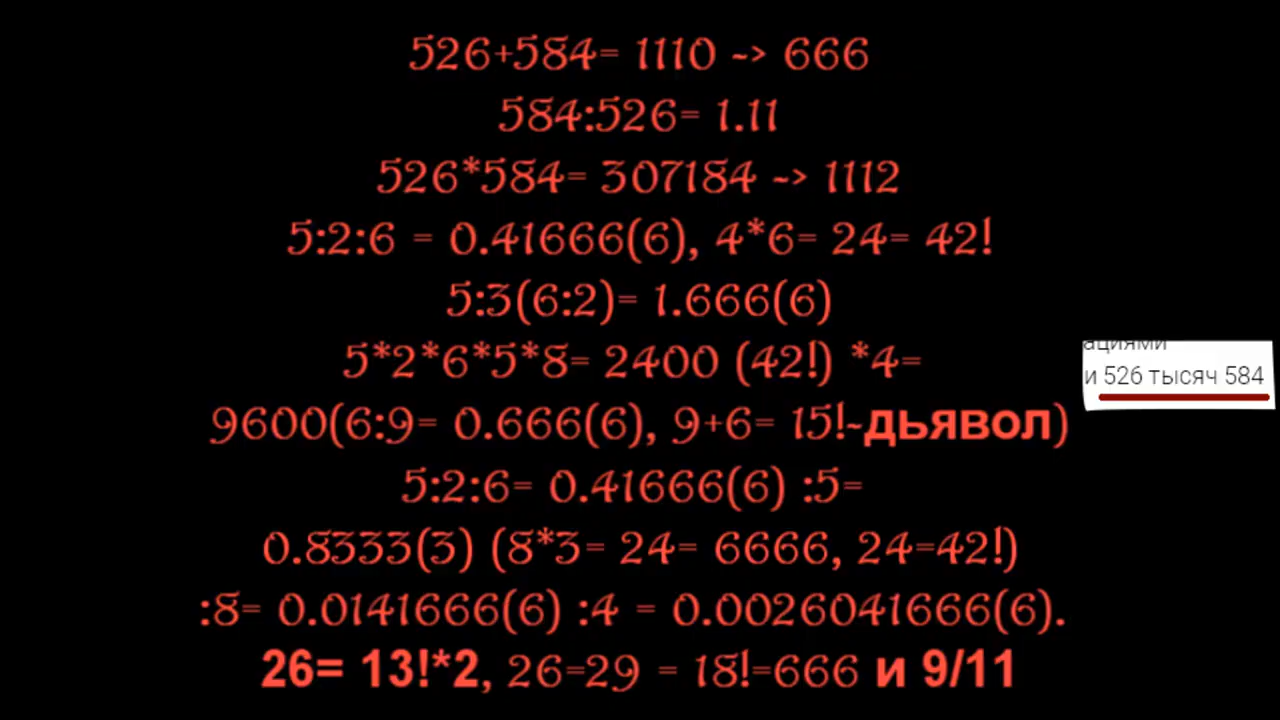 526+584= 1110 -> 666
584:526= 1.11
526*584= 307184 -> 1112
5:2:6 = 0.41666(6), 4*6= 24= 42!
5:3(6:2)= 1.666(6)
5*2*6*5*8= 2400 (42!) *4=
9600(6:9= 0.666(6), 9+6= 15!-дьявол)
5:2:6= 0.41666(6) :5=
0.8333(3) (8*3= 24= 6666, 24=42!)
:8= 0.0141666(6) :4 = 0.0026041666(6).
26= 13!*2, 26=29 = 18!=666 и 9/11
ациями
и 526 тысяч 584